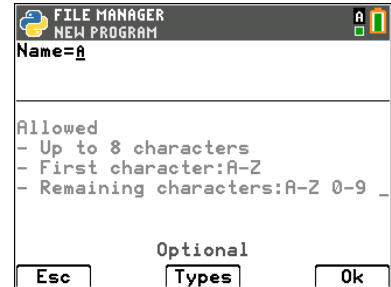 FILE MANAGER
NEW PROGRAM
A
Name=A
Allowed
- Up to 8 characters
- First character:A-Z
- Remaining characters:A-Z 0-9 _
Optional
Esc Types Ok